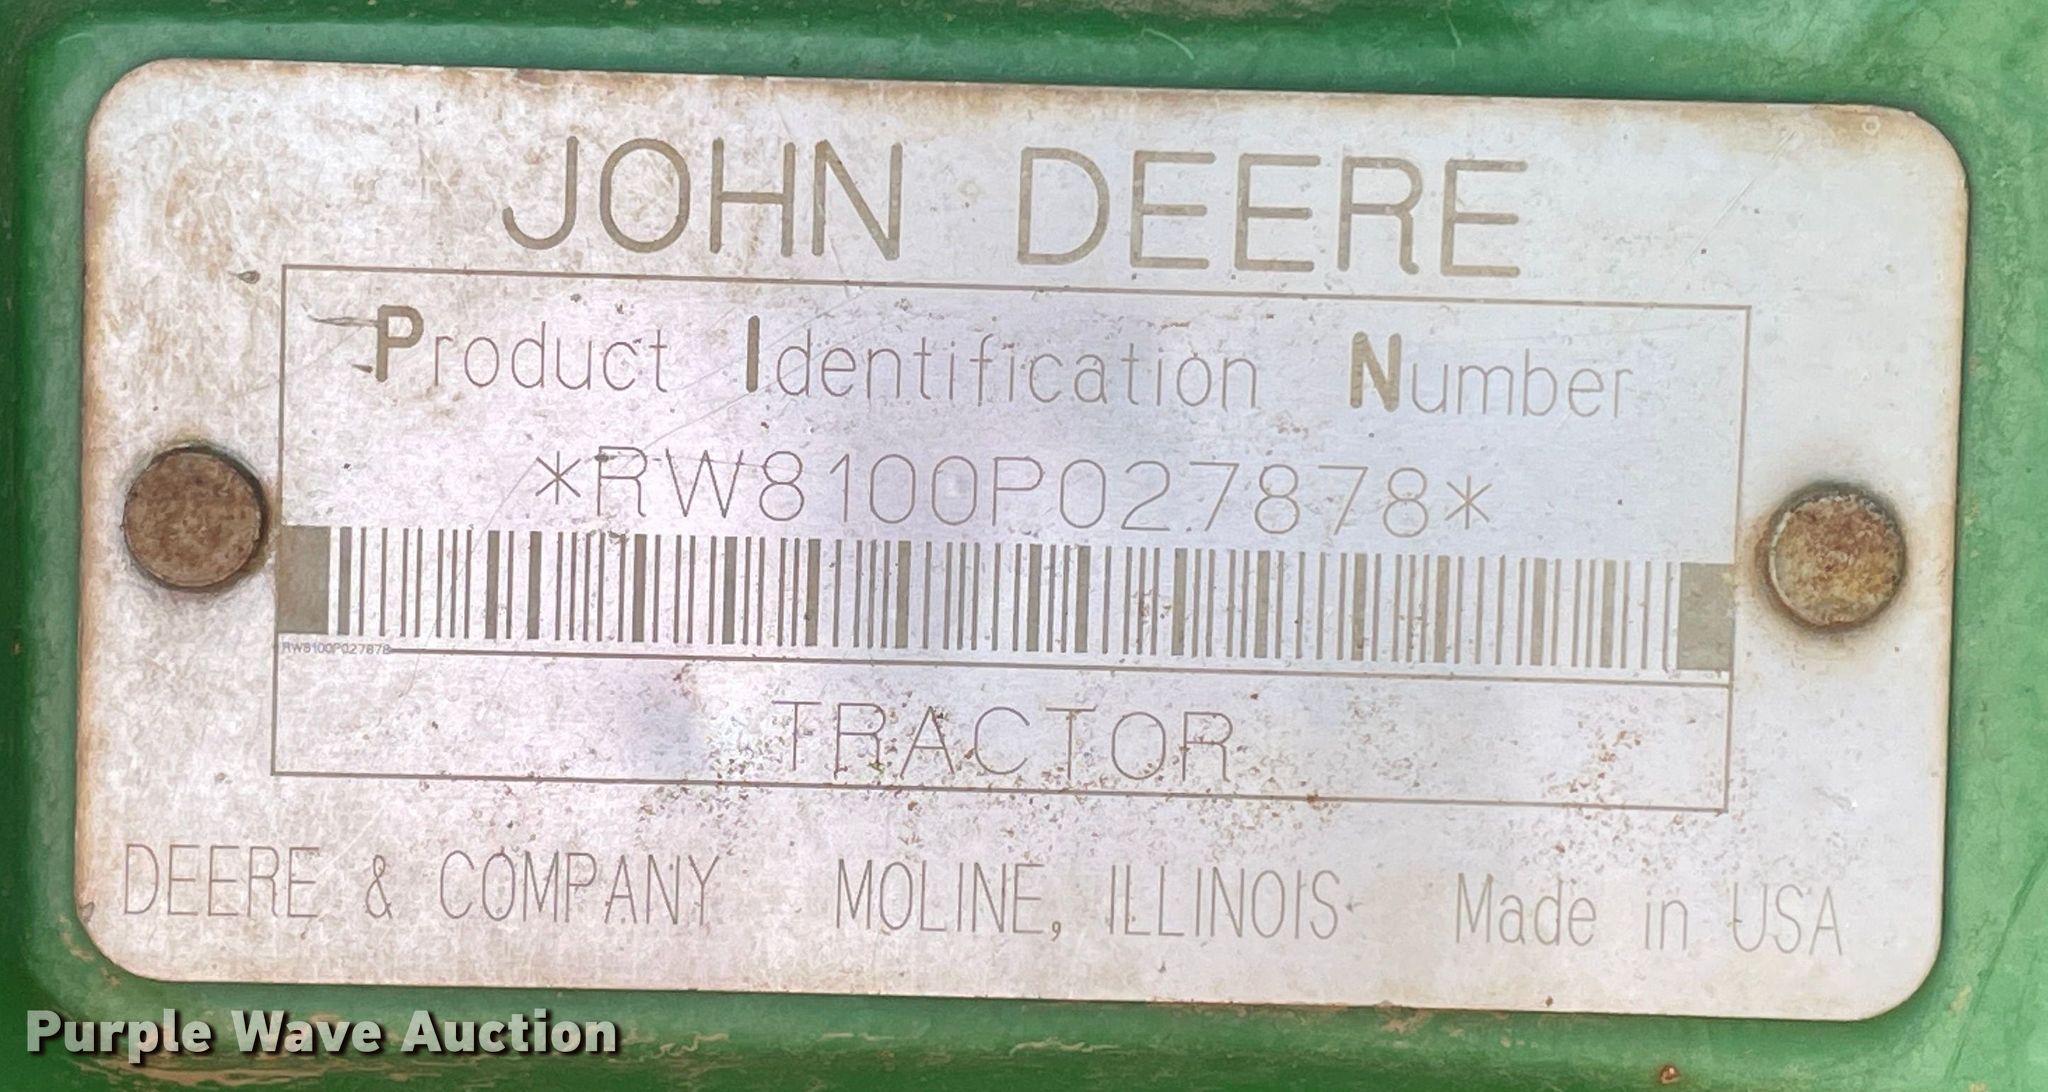 JOHN DEERE
Product Identification Number
*RW8100P027878*
RW8100P027878
TRACTOR
DEERE & COMPANY MOLINE, ILLINOIS Made in USA
Purple Wave Auction